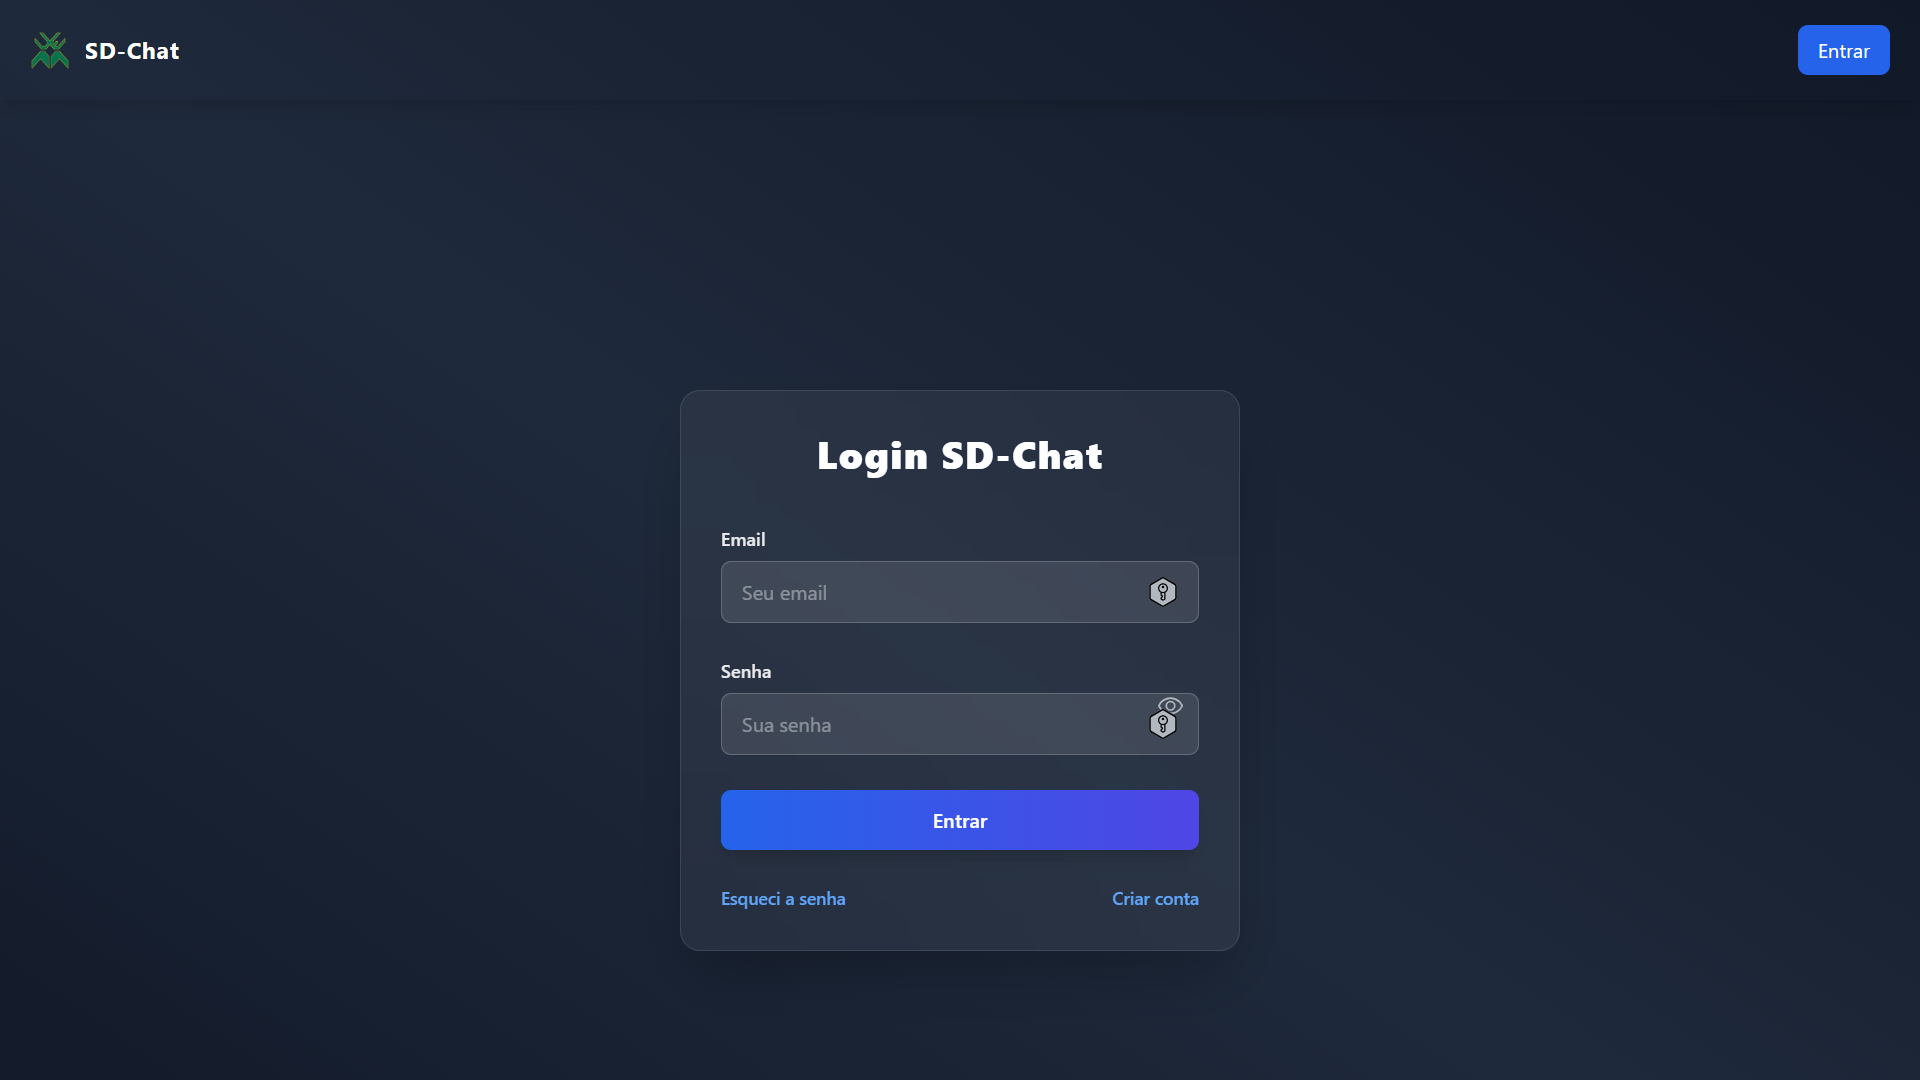 SD-Chat
Entrar
Login SD-Chat
Email
Seu email
Senha
Sua senha
Entrar
Esqueci a senha
Criar conta